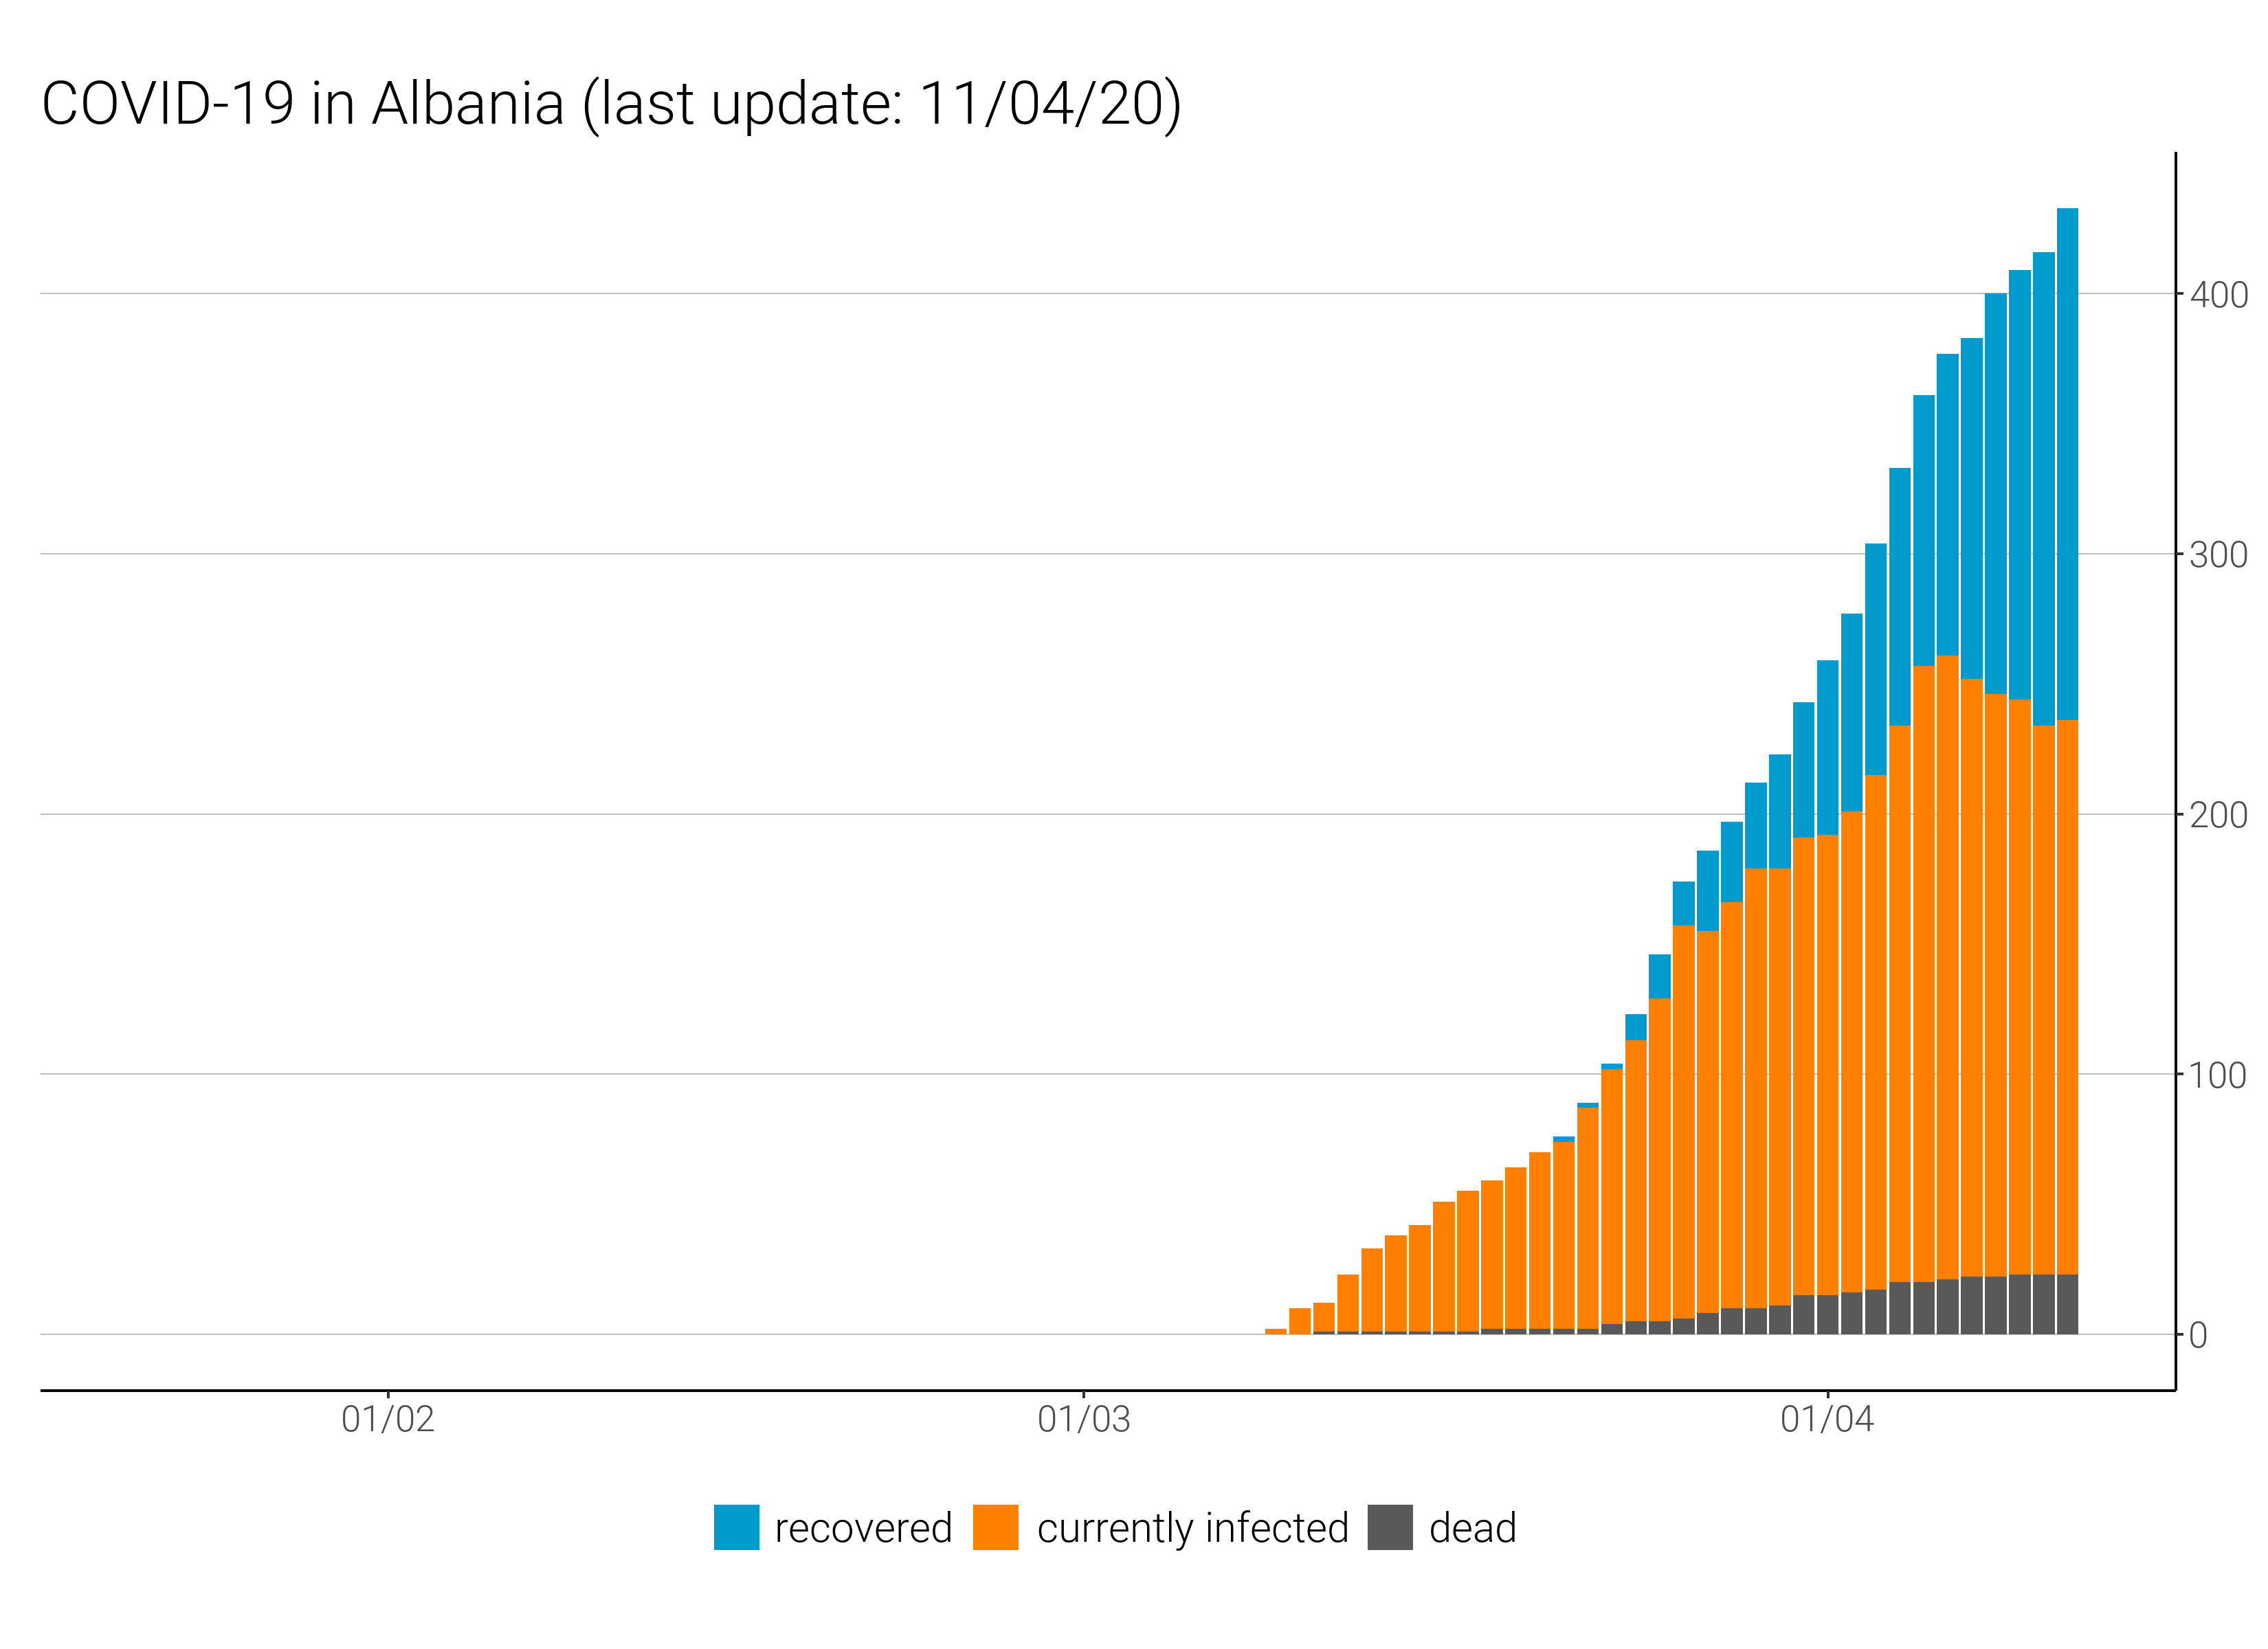 COVID-19 in Albania (last update: 11/04/20)
400
300
200
100
0
01/02 01/03 01/04
recovered currently infected dead